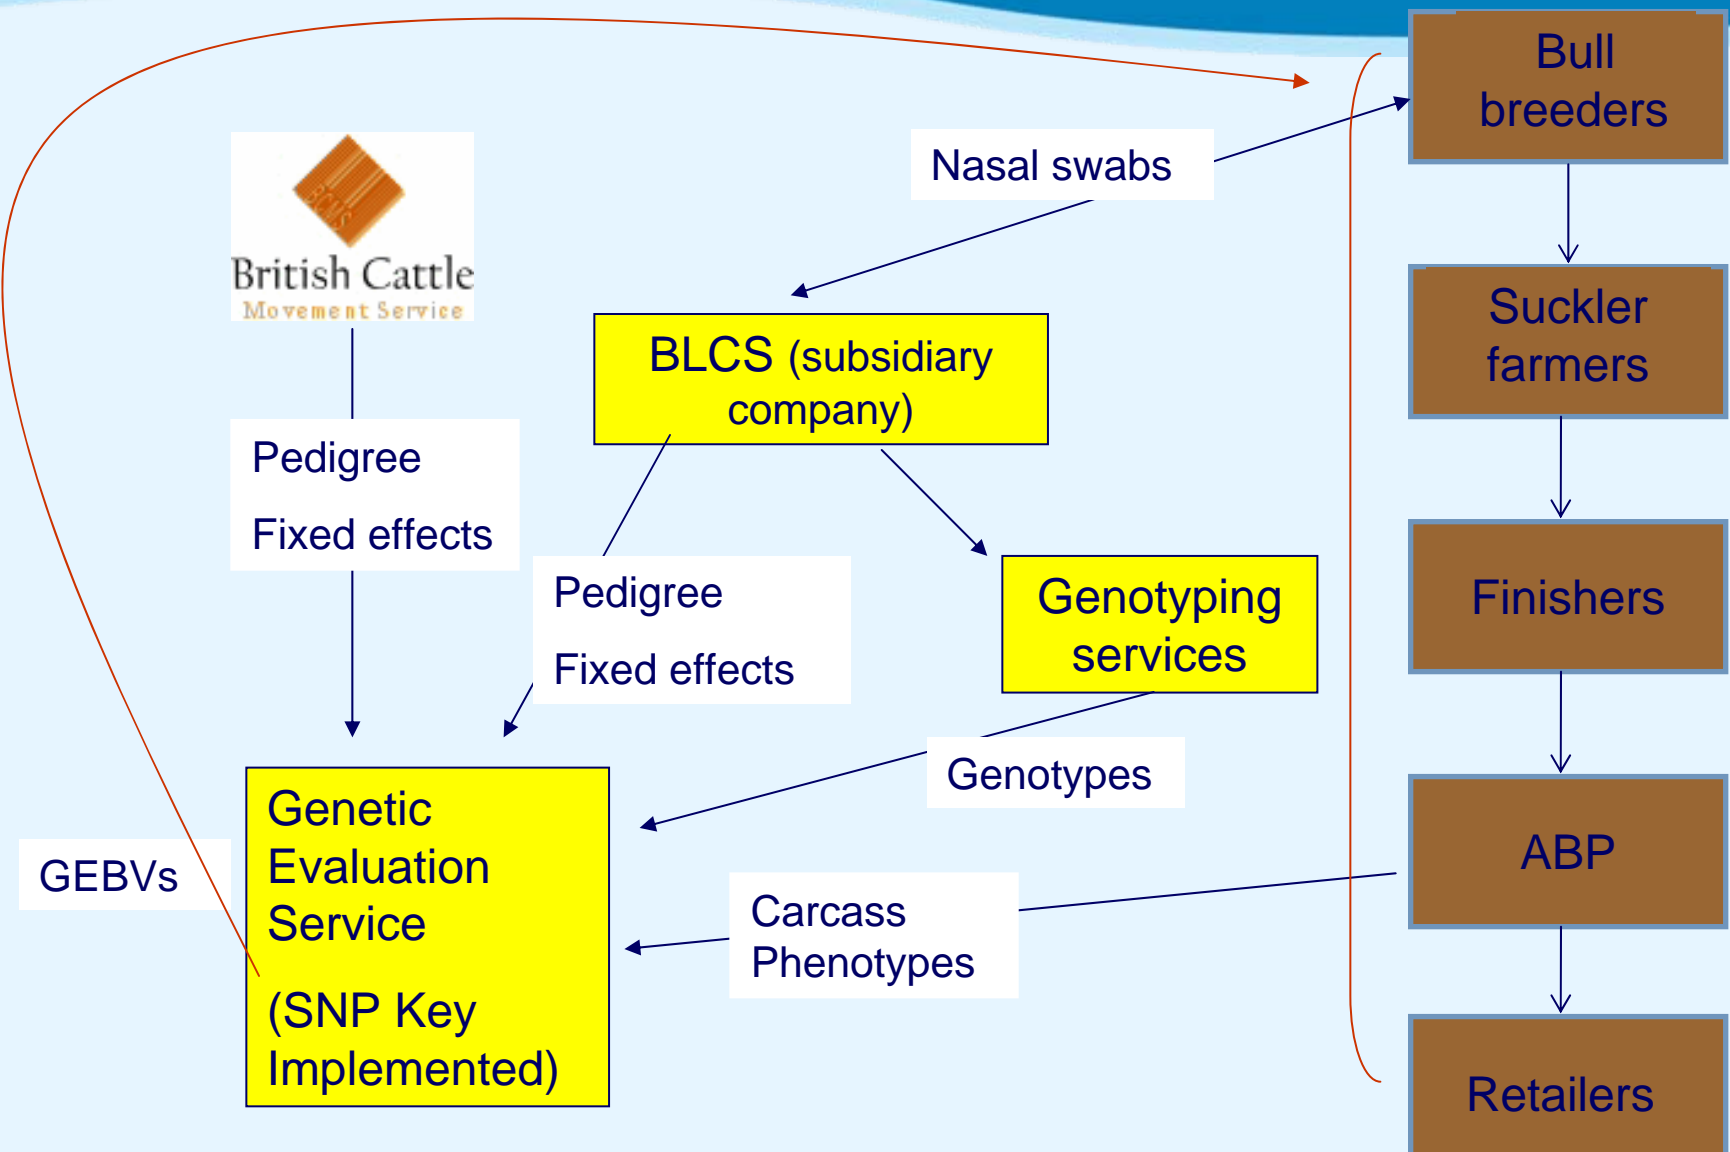 Bull
breeders
Nasal swabs
BCMS
British Cattle
Movement Service
Suckler
farmers
BLCS (subsidiary
company)
Pedigree
Fixed effects
Pedigree
Fixed effects
Genotyping
services
Finishers
Genotypes
Genetic
Evaluation
Service
(SNP Key
Implemented)
GEBVs
Carcass
Phenotypes
ABP
Retailers